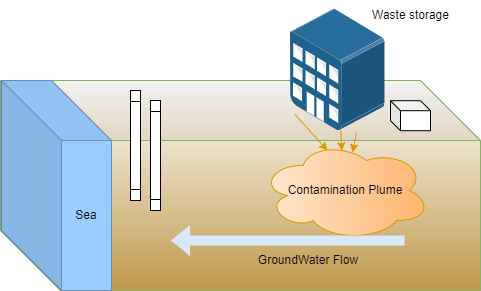 Waste storage
Contamination Plume
Sea
GroundWater Flow